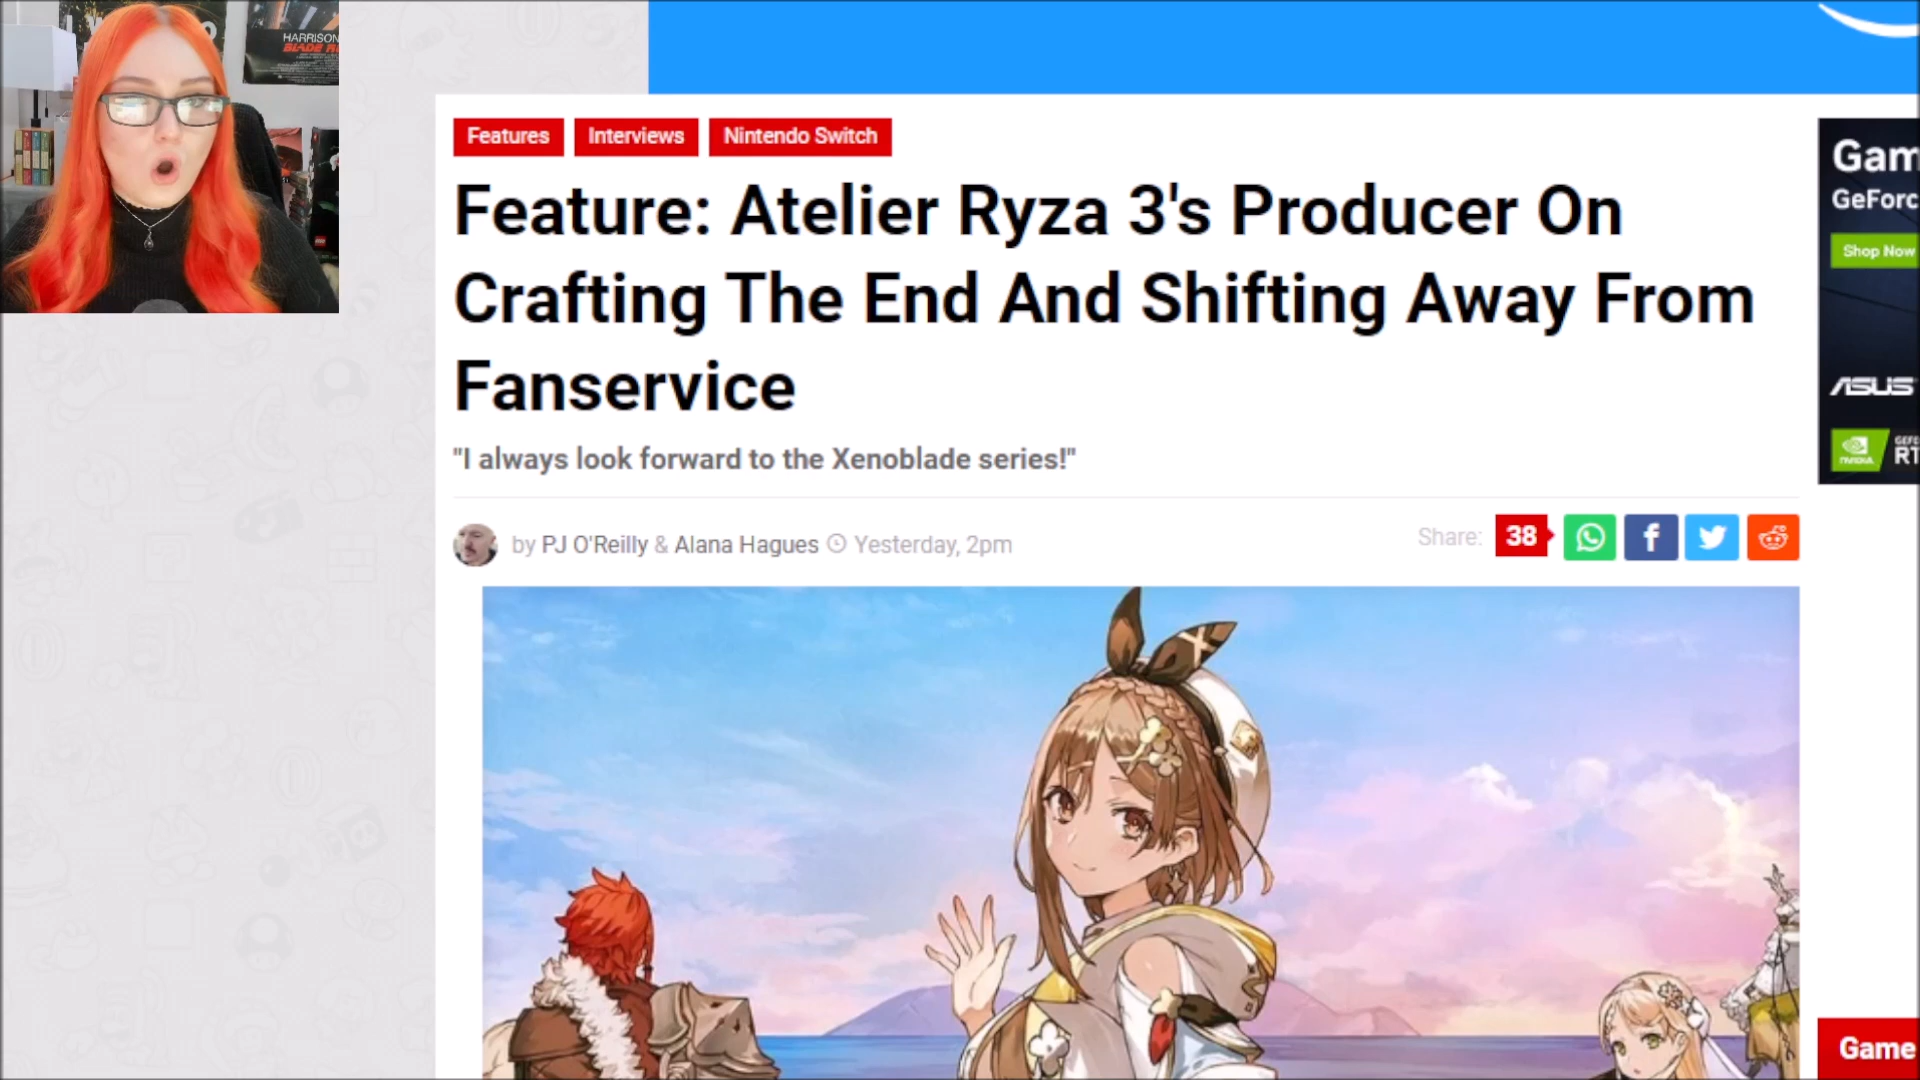 HARRISON
BLADE R
Features
Interviews
Nintendo Switch
Feature: Atelier Ryza 3's Producer On
Crafting The End And Shifting Away From
Fanservice
"I always look forward to the Xenoblade series!"
by PJ O'Reilly & Alana Hagues Yesterday, 2pm
Share:
38
Gam
GeForc
Shop Now
ASUS
NVIDIA
RT
Game